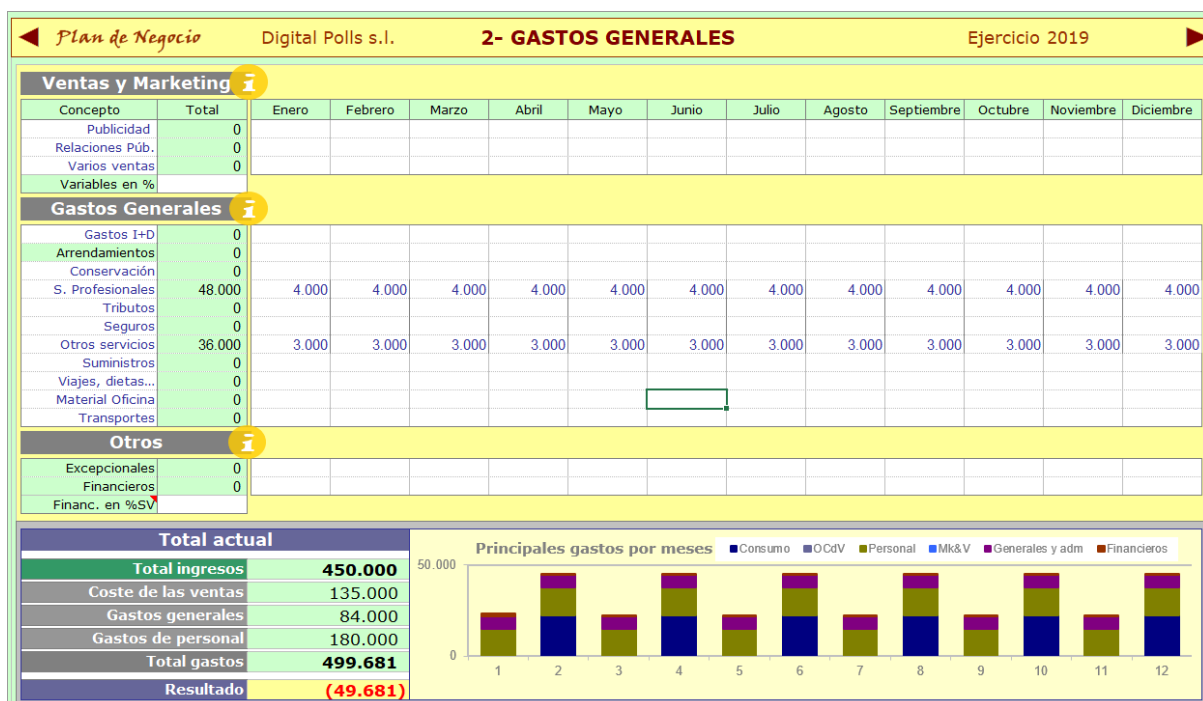 Plan de Negocio Digital Polls s.l. 2- GASTOS GENERALES Ejercicio 2019
Ventas y Marketing i
Concepto Total Enero Febrero Marzo Abril Mayo Junio Julio Agosto Septiembre Octubre Noviembre Diciembre
Publicidad 0
Relaciones Púb. 0
Varios ventas 0
Variables en %
Gastos Generales i
Gastos I+D 0
Arrendamientos 0
Conservación 0
S. Profesionales 48.000 4.000 4.000 4.000 4.000 4.000 4.000 4.000 4.000 4.000 4.000 4.000 4.000
Tributos 0
Seguros 0
Otros servicios 36.000 3.000 3.000 3.000 3.000 3.000 3.000 3.000 3.000 3.000 3.000 3.000 3.000
Suministros 0
Viajes, dietas... 0
Material Oficina 0
Transportes 0
Otros i
Excepcionales 0
Financieros 0
Financ. en %SV
Total actual
Total ingresos 450.000
Coste de las ventas 135.000
Gastos generales 84.000
Gastos de personal 180.000
Total gastos 499.681
Resultado (49.681)
Principales gastos por meses Consumo OCdV Personal Mk&V Generales y adm Financieros
50.000
0
1 2 3 4 5 6 7 8 9 10 11 12